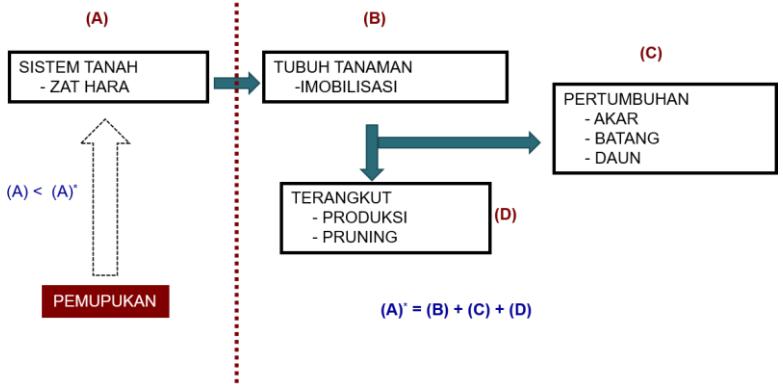 (A)
SISTEM TANAH
- ZAT HARA
(A) < (A)*
PEMUPUKAN
(B)
TUBUH TANAMAN
-IMOBILISASI
(C)
PERTUMBUHAN
- AKAR
- BATANG
- DAUN
TERANGKUT
- PRODUKSI
- PRUNING
(D)
(A)* = (B) + (C) + (D)